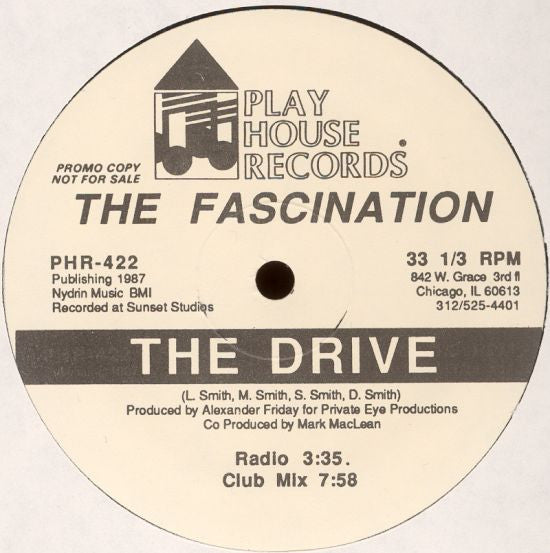 PLAY
HOUSE
RECORDS.
PROMO COPY
NOT FOR SALE
THE FASCINATION
PHR-422
Publishing 1987
Nydrin Music BMI
Recorded at Sunset Studios
33 1/3 RPM
842 W. Grace 3rd fl
Chicago, IL 60613
312/525-4401
THE DRIVE
(L. Smith, M. Smith, S. Smith, D. Smith)
Produced by Alexander Friday for Private Eye Productions
Co Produced by Mark MacLean
Radio 3:35.
Club Mix 7:58